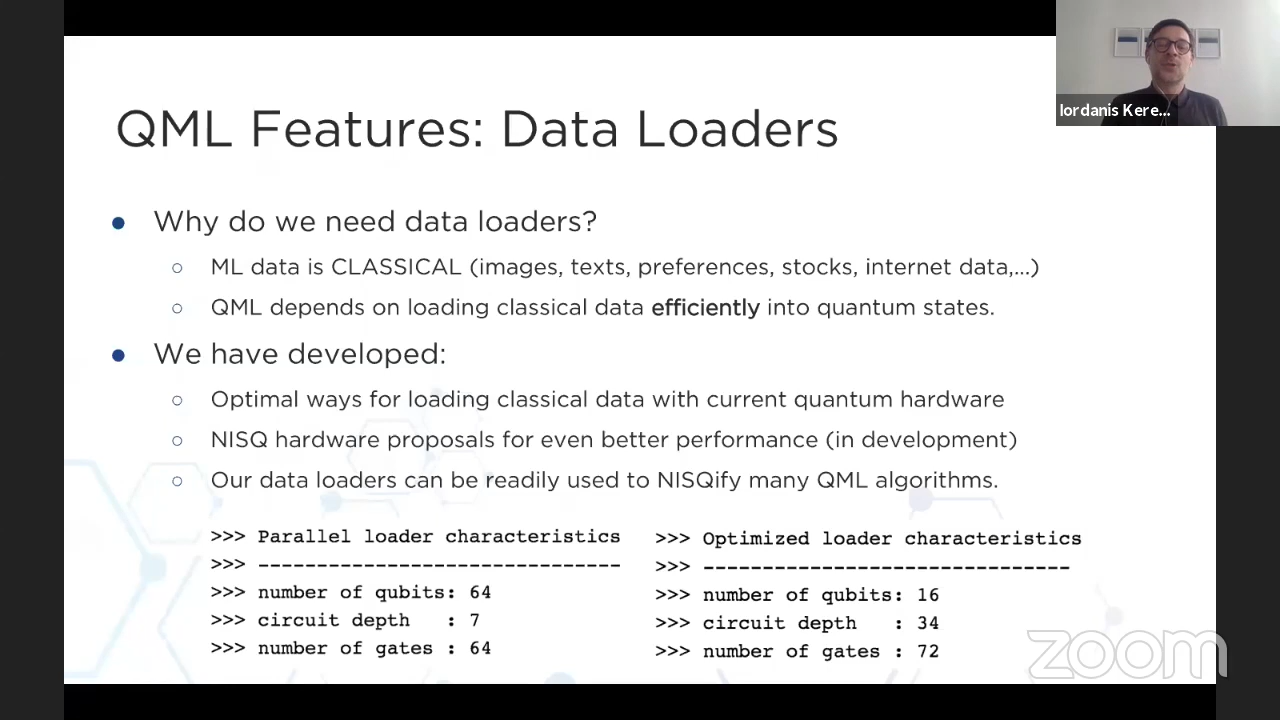 Iordanis Kere...
QML Features: Data Loaders
Why do we need data loaders?
ML data is CLASSICAL (images, texts, preferences, stocks, internet data,...)
QML depends on loading classical data efficiently into quantum states.
We have developed:
Optimal ways for loading classical data with current quantum hardware
NISQ hardware proposals for even better performance (in development)
Our data loaders can be readily used to NISQify many QML algorithms.
>>> Parallel loader characteristics
>>> -------------------------------
>>> number of qubits: 64
>>> circuit depth   : 7
>>> number of gates : 64
>>> Optimized loader characteristics
>>> -------------------------------
>>> number of qubits: 16
>>> circuit depth   : 34
>>> number of gates : 72
zoom